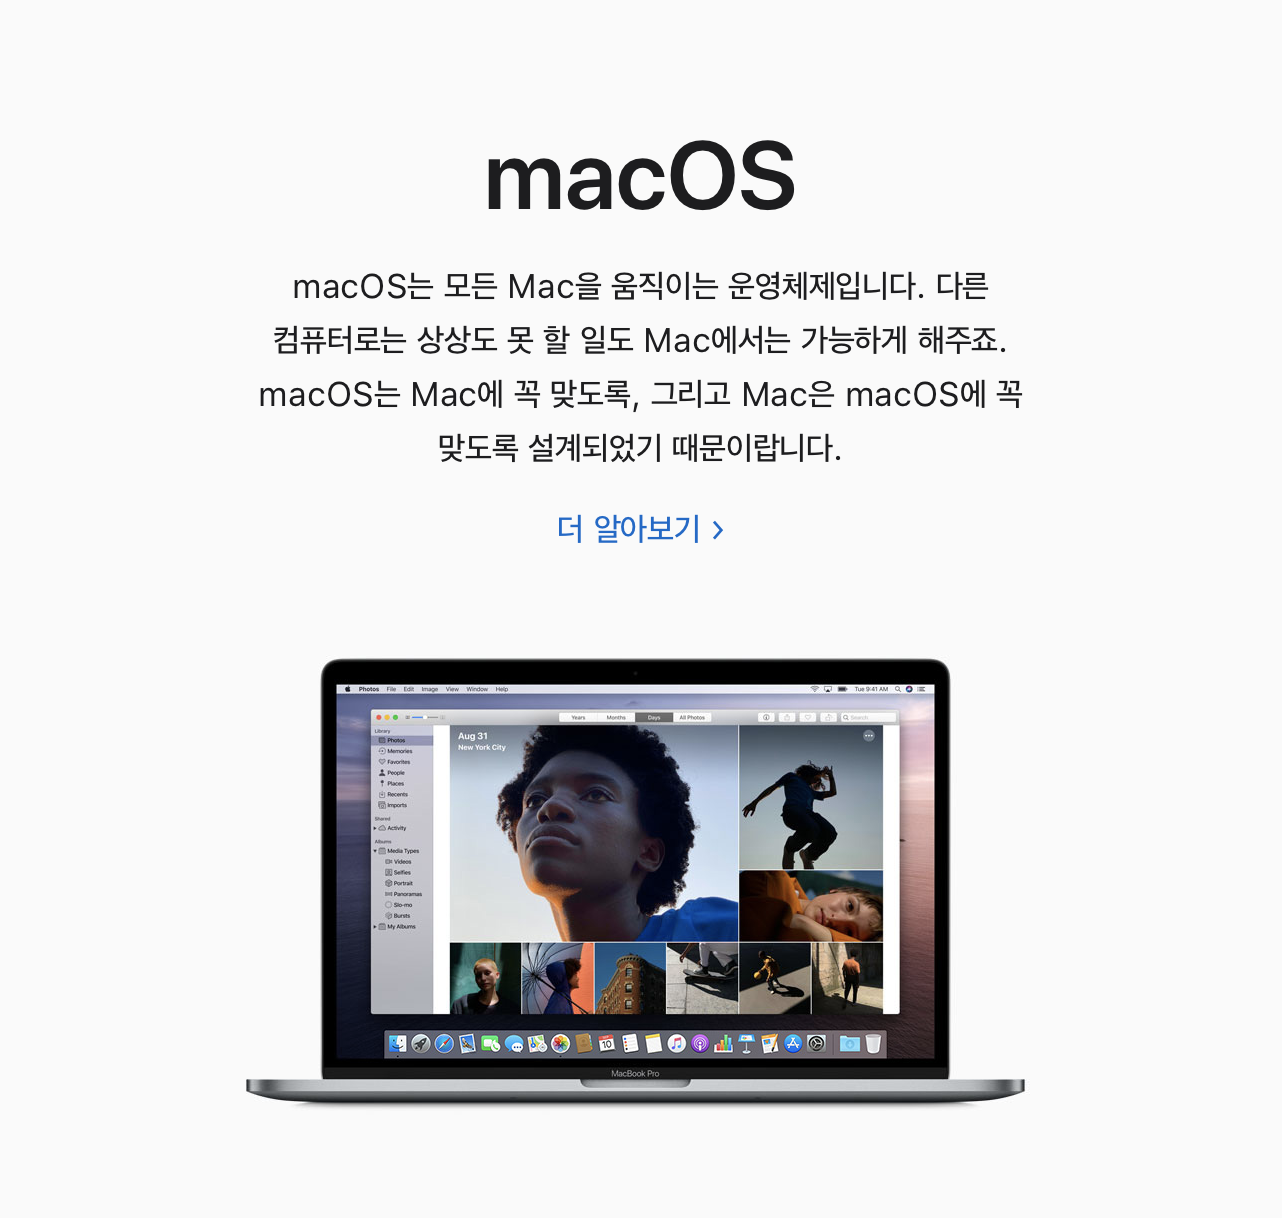 macOS
macOS는 모든 Mac을 움직이는 운영체제입니다. 다른
컴퓨터로는 상상도 못 할 일도 Mac에서는 가능하게 해주죠.
macOS는 Mac에 꼭 맞도록, 그리고 Mac은 macOS에 꼭
맞도록 설계되었기 때문이랍니다.
더 알아보기 >
Photos File Edit Image View Window Help
Tue 9:41 AM
Years Months Days All Photos
Search
Library
Photos
Memories
Favorites
People
Places
Recents
Imports
Shared
Activity
Albums
Media Types
Videos
Selfies
Portrait
Panoramas
Slo-mo
Bursts
My Albums
Aug 31
New York City
10
MacBook Pro